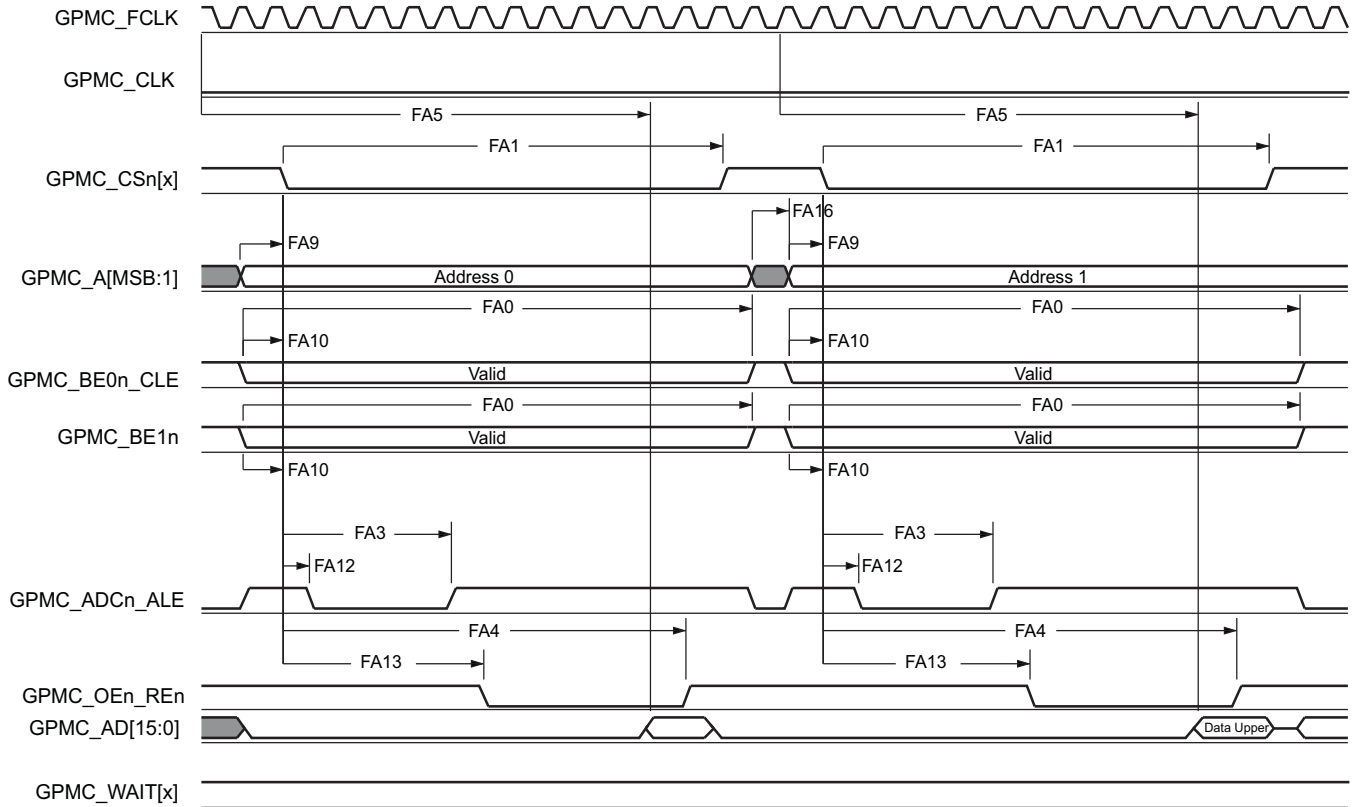 GPMC_FCLK
GPMC_CLK
FA5 FA5
FA1 FA1
GPMC_CSn[x]
FA16
FA9 FA9
GPMC_A[MSB:1] Address 0 Address 1
FA0 FA0
FA10 FA10
GPMC_BE0n_CLE Valid Valid
FA0 FA0
GPMC_BE1n Valid Valid
FA10 FA10
FA3 FA3
FA12 FA12
GPMC_ADCn_ALE
FA4 FA4
FA13 FA13
GPMC_OEn_REn
GPMC_AD[15:0] Data Upper
GPMC_WAIT[x]